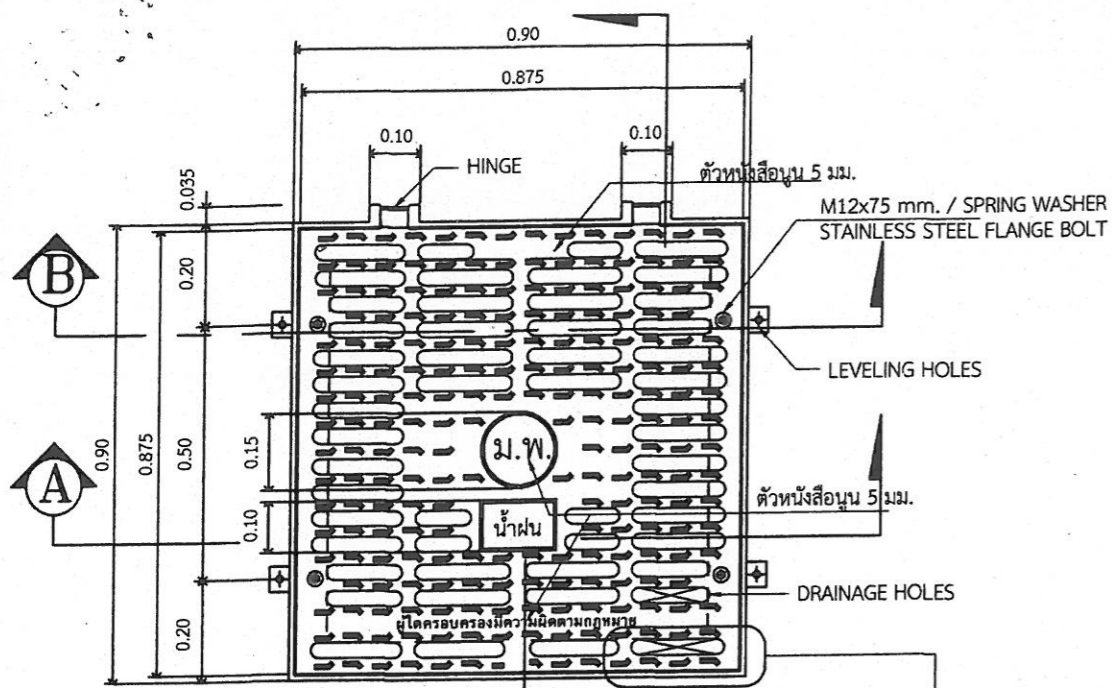 0.90
0.875
0.10
0.10
HINGE
ตัวหนังสือนูน 5 มม.
M12x75 mm. / SPRING WASHER
STAINLESS STEEL FLANGE BOLT
0.035
B
0.20
LEVELING HOLES
0.90
0.875
0.50
0.15
ม.พ.
A
ตัวหนังสือนูน 5 มม.
0.10
น้ำฝน
DRAINAGE HOLES
0.20
ผู้ใดครอบครองมีความผิดตามกฎหมาย